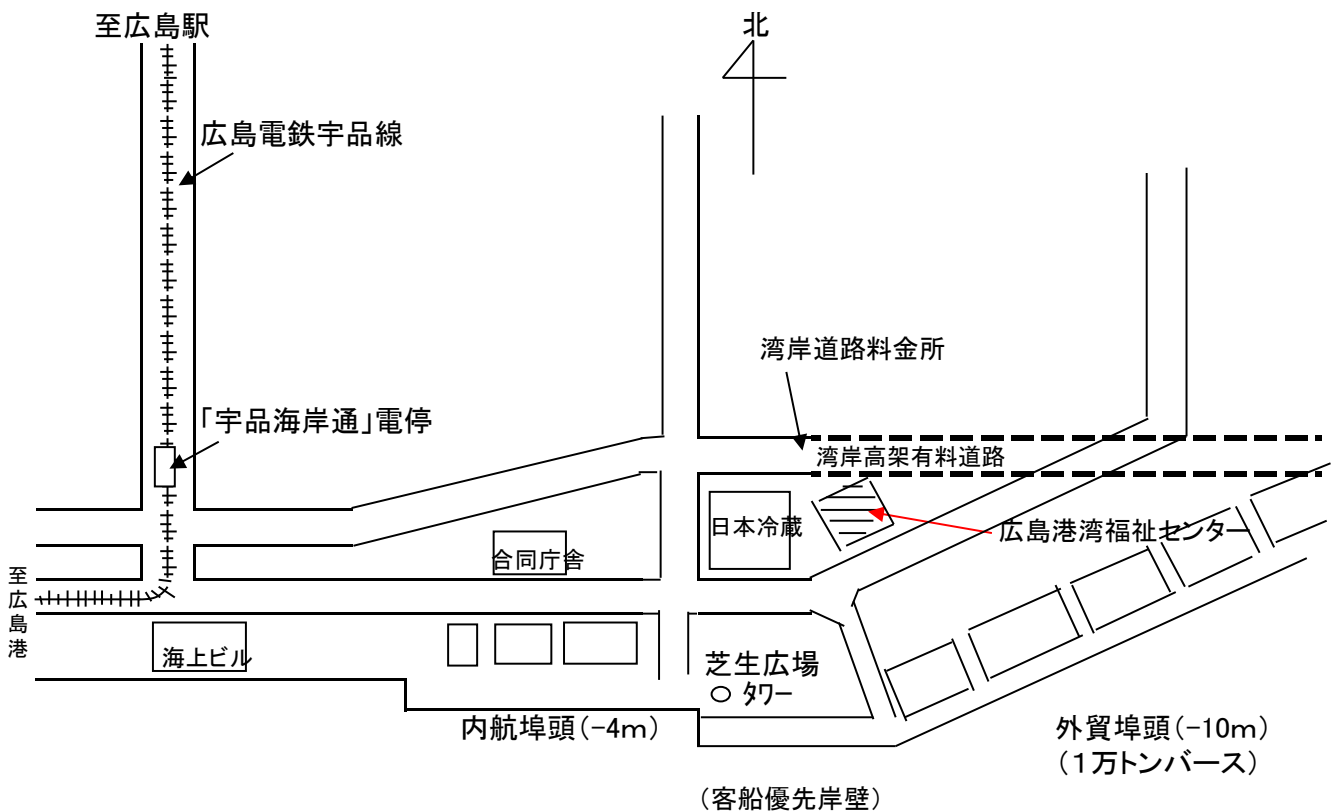 至広島駅
北
広島電鉄宇品線
湾岸道路料金所
「宇品海岸通」電停
湾岸高架有料道路
日本冷蔵
広島港湾福祉センター
合同庁舎
至広島港
海上ビル
芝生広場
タワー
内航埠頭(-4m)
外貿埠頭(-10m)
(1万トンバース)
(客船優先岸壁)